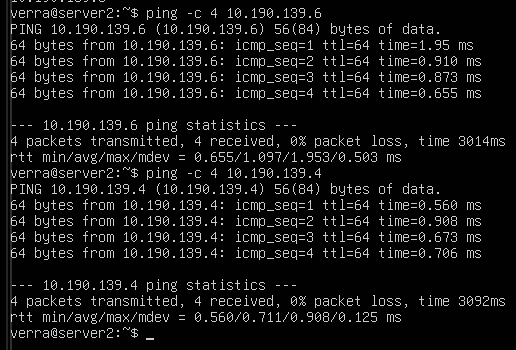 verra@server2:~$ ping -c 4 10.190.139.6
PING 10.190.139.6 (10.190.139.6) 56(84) bytes of data.
64 bytes from 10.190.139.6: icmp_seq=1 ttl=64 time=1.95 ms
64 bytes from 10.190.139.6: icmp_seq=2 ttl=64 time=0.910 ms
64 bytes from 10.190.139.6: icmp_seq=3 ttl=64 time=0.873 ms
64 bytes from 10.190.139.6: icmp_seq=4 ttl=64 time=0.655 ms

--- 10.190.139.6 ping statistics ---
4 packets transmitted, 4 received, 0% packet loss, time 3014ms
rtt min/avg/max/mdev = 0.655/1.097/1.953/0.503 ms
verra@server2:~$ ping -c 4 10.190.139.4
PING 10.190.139.4 (10.190.139.4) 56(84) bytes of data.
64 bytes from 10.190.139.4: icmp_seq=1 ttl=64 time=0.560 ms
64 bytes from 10.190.139.4: icmp_seq=2 ttl=64 time=0.908 ms
64 bytes from 10.190.139.4: icmp_seq=3 ttl=64 time=0.673 ms
64 bytes from 10.190.139.4: icmp_seq=4 ttl=64 time=0.706 ms

--- 10.190.139.4 ping statistics ---
4 packets transmitted, 4 received, 0% packet loss, time 3092ms
rtt min/avg/max/mdev = 0.560/0.711/0.908/0.125 ms
verra@server2:~$ _